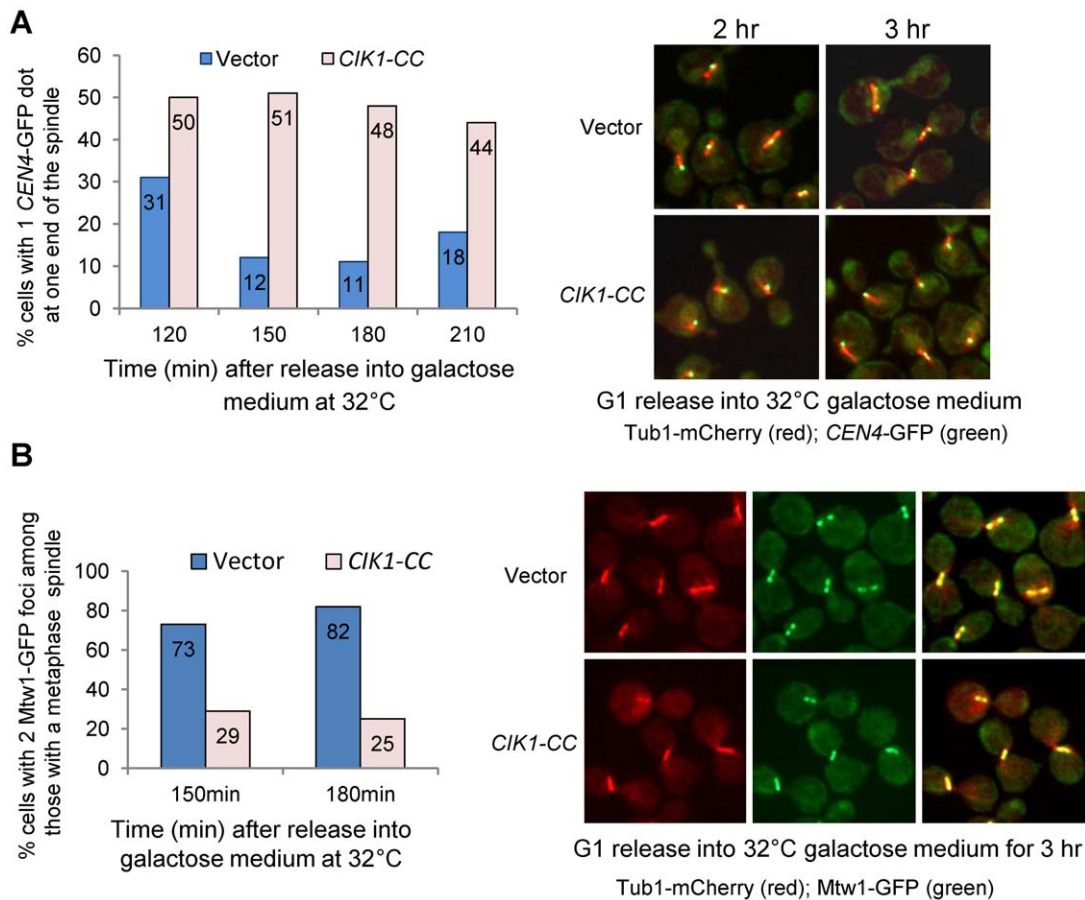 A
% cells with 1 CEN4-GFP dot
at one end of the spindle
60
50
40
30
20
10
0
Vector
CIK1-CC
31
50
12
51
11
48
18
44
120
150
180
210
Time (min) after release into galactose
medium at 32°C
2 hr
3 hr
Vector
CIK1-CC
G1 release into 32°C galactose medium
Tub1-mCherry (red); CEN4-GFP (green)
B
% cells with 2 Mtw1-GFP foci among
those with a metaphase spindle
100
80
60
40
20
0
Vector
CIK1-CC
73
29
82
25
150min
180min
Time (min) after release into
galactose medium at 32°C
Vector
CIK1-CC
G1 release into 32°C galactose medium for 3 hr
Tub1-mCherry (red); Mtw1-GFP (green)